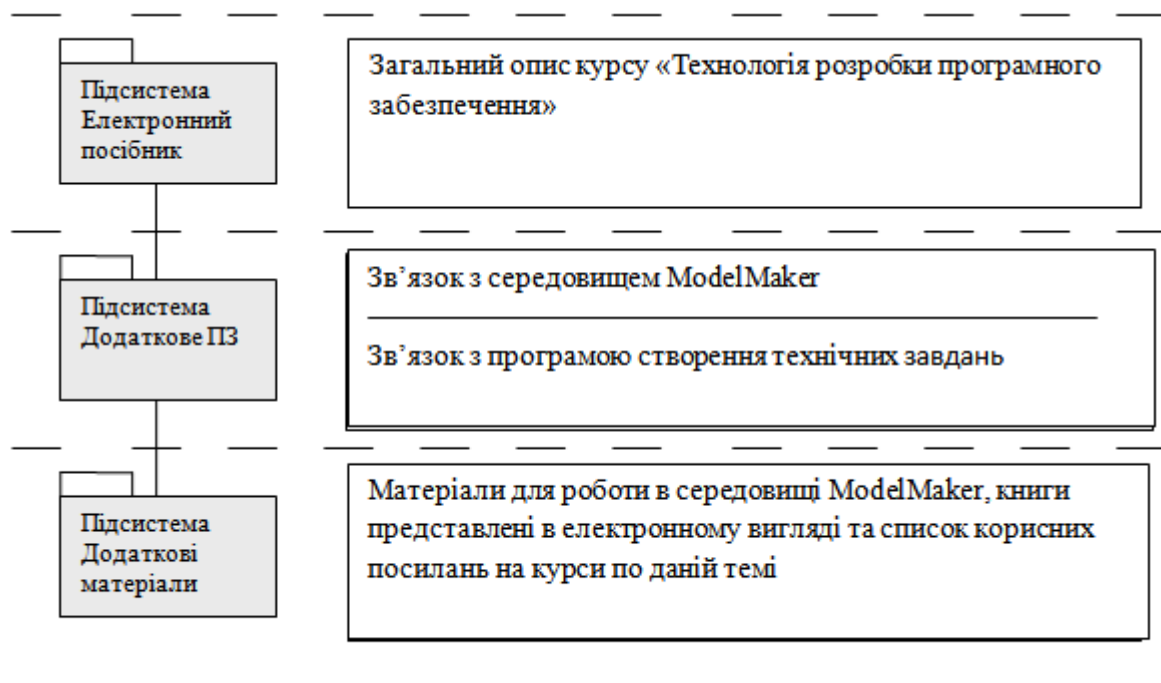 Підсистема
Електронний
посібник
Загальний опис курсу «Технологія розробки програмного
забезпечення»
Підсистема
Додаткове ПЗ
Зв’язок з середовищем ModelMaker
Зв’язок з програмою створення технічних завдань
Підсистема
Додаткові
матеріали
Матеріали для роботи в середовищі ModelMaker, книги
представлені в електронному вигляді та список корисних
посилань на курси по даній темі